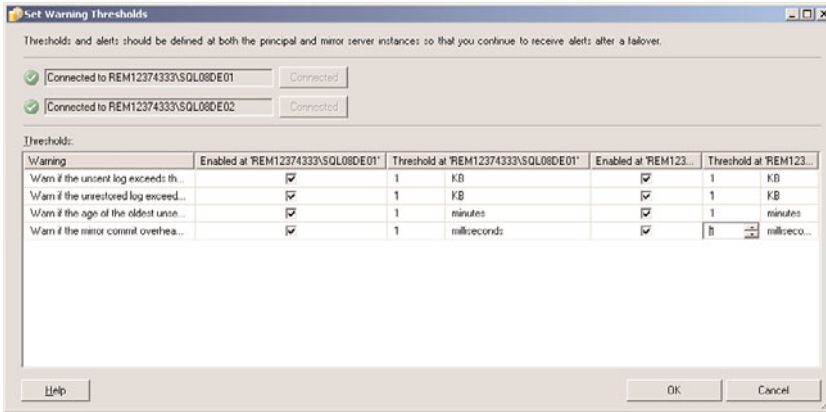 Set Warning Thresholds
Thresholds and alerts should be defined at both the principal and mirror server instances so that you continue to receive alerts after a failover.
Connected to REM12374333\SQL08DE01 Connected
Connected to REM12374333\SQL08DE02 Connected
Thresholds:
Warning Enabled at 'REM12374333\SQL08DE01' Threshold at 'REM12374333\SQL08DE01' Enabled at 'REM123... Threshold at 'REM123...
Warn if the unsent log exceeds th... 1 KB 1 KB
Warn if the unrestored log exceed... 1 KB 1 KB
Warn if the age of the oldest unse... 1 minutes 1 minutes
Warn if the mirror commit overhea... 1 milliseconds 1 milliseco...
Help OK Cancel